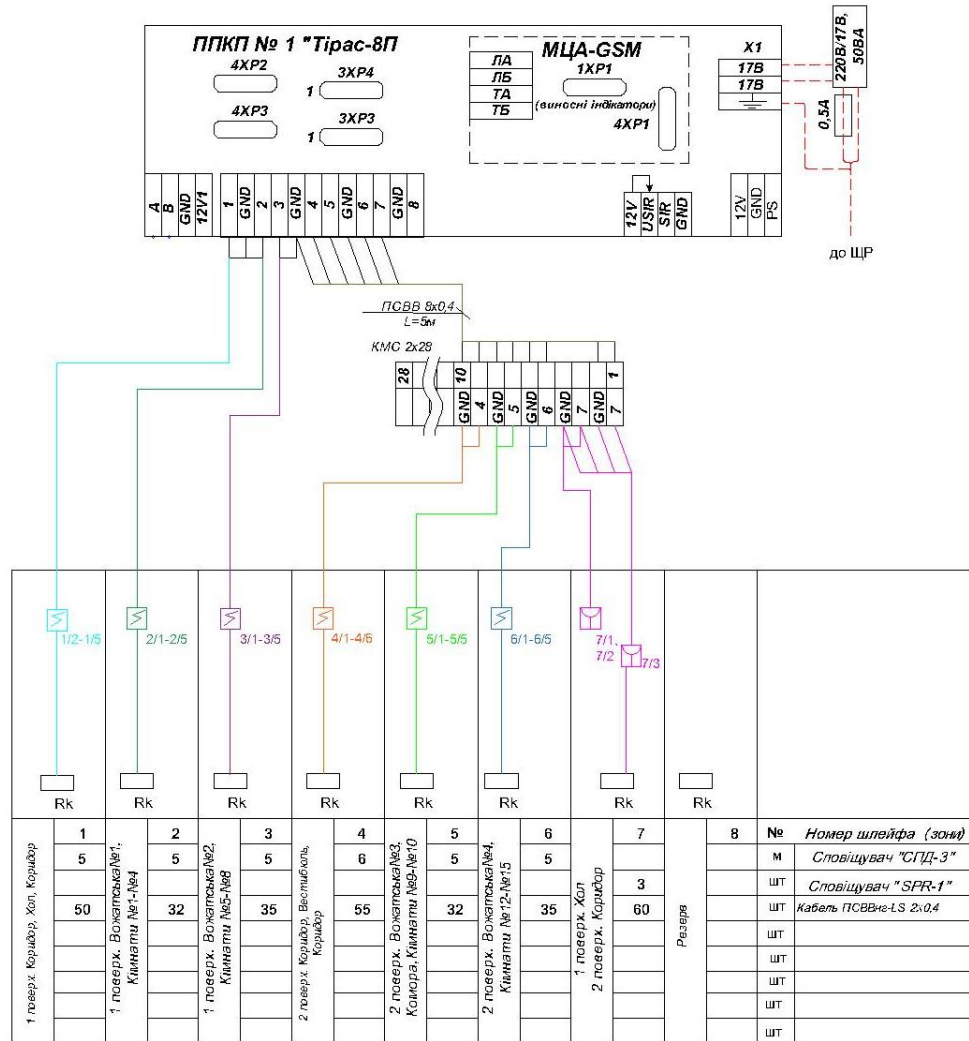 ППКП № 1 "Тірас-8П
4XP2
3XP4
1
4XP3
3XP3
1
МЦА-GSM
ЛА
ЛБ
ТА
ТБ
1XP1
(виносні індикатори)
4XP1
X1
17В
17В
220В/17В,
50ВА
0,5А
до ЩР
A
B
GND
12V1
1
GND
2
3
GND
4
5
GND
6
7
GND
8
12V
USIR
SIR
GND
12V
GND
PS
ПСВВ 8х0,4
L=5м
КМС 2х28
28
10
1
GND
4
GND
5
GND
6
GND
7
GND
7
1/2-1/5
2/1-2/5
3/1-3/5
4/1-4/6
5/1-5/5
6/1-6/5
7/1,
7/2
7/3
Rk
Rk
Rk
Rk
Rk
Rk
Rk
Rk
1 поверх. Коридор, Хол, Коридор
1 поверх. Вожатська№1,
Кімнати №1-№4
1 поверх. Вожатська№2,
Кімнати №5-№8
2 поверх. Коридор, Вестибюль,
Коридор
2 поверх. Вожатська№3,
Комора, Кімнати №9-№10
2 поверх. Вожатська№4,
Кімнати №12-№15
1 поверх. Хол
2 поверх. Коридор
Резерв
1 2 3 4 5 6 7 8 № Номер шлейфа (зони)
5 5 5 6 5 5 м Сповіщувач "СПД-3"
3 шт Сповіщувач "SPR-1"
50 32 35 55 32 35 60 шт Кабель ПСВВнг-LS 2х0,4
шт
шт
шт
шт
шт